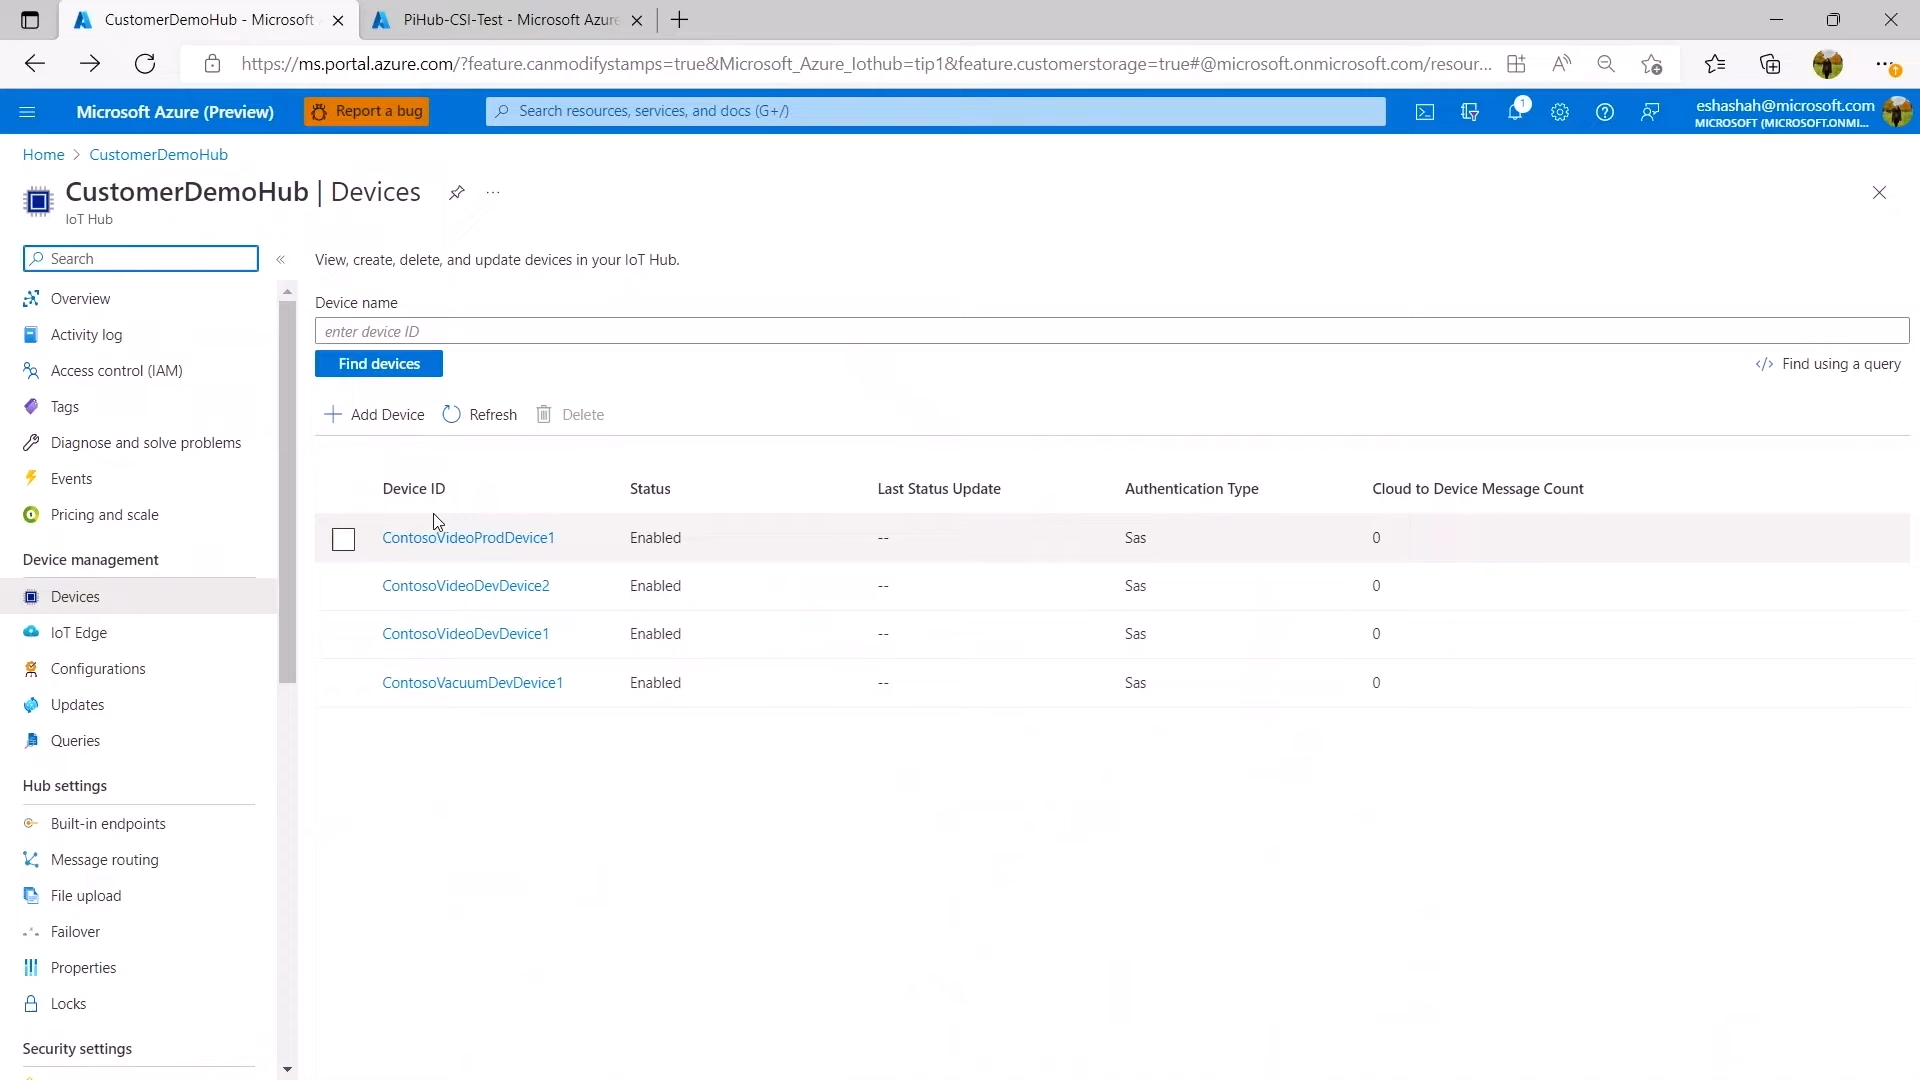 CustomerDemoHub - Microsoft
PiHub-CSI-Test - Microsoft Azure
https://ms.portal.azure.com/?feature.canmodifystamps=true&Microsoft_Azure_Iothub=tip1&feature.customerstorage=true#@microsoft.onmicrosoft.com/resour...
Microsoft Azure (Preview)
Report a bug
Search resources, services, and docs (G+/)
1
eshashah@microsoft.com
MICROSOFT (MICROSOFT.ONMI...
Home > CustomerDemoHub
CustomerDemoHub | Devices
IoT Hub
Search
View, create, delete, and update devices in your IoT Hub.
Overview
Activity log
Access control (IAM)
Tags
Diagnose and solve problems
Events
Pricing and scale
Device management
Devices
IoT Edge
Configurations
Updates
Queries
Hub settings
Built-in endpoints
Message routing
File upload
Failover
Properties
Locks
Security settings
Device name
enter device ID
Find devices
Find using a query
Add Device Refresh Delete
Device ID Status Last Status Update Authentication Type Cloud to Device Message Count
ContosoVideoProdDevice1 Enabled -- Sas 0
ContosoVideoDevDevice2 Enabled -- Sas 0
ContosoVideoDevDevice1 Enabled -- Sas 0
ContosoVacuumDevDevice1 Enabled -- Sas 0